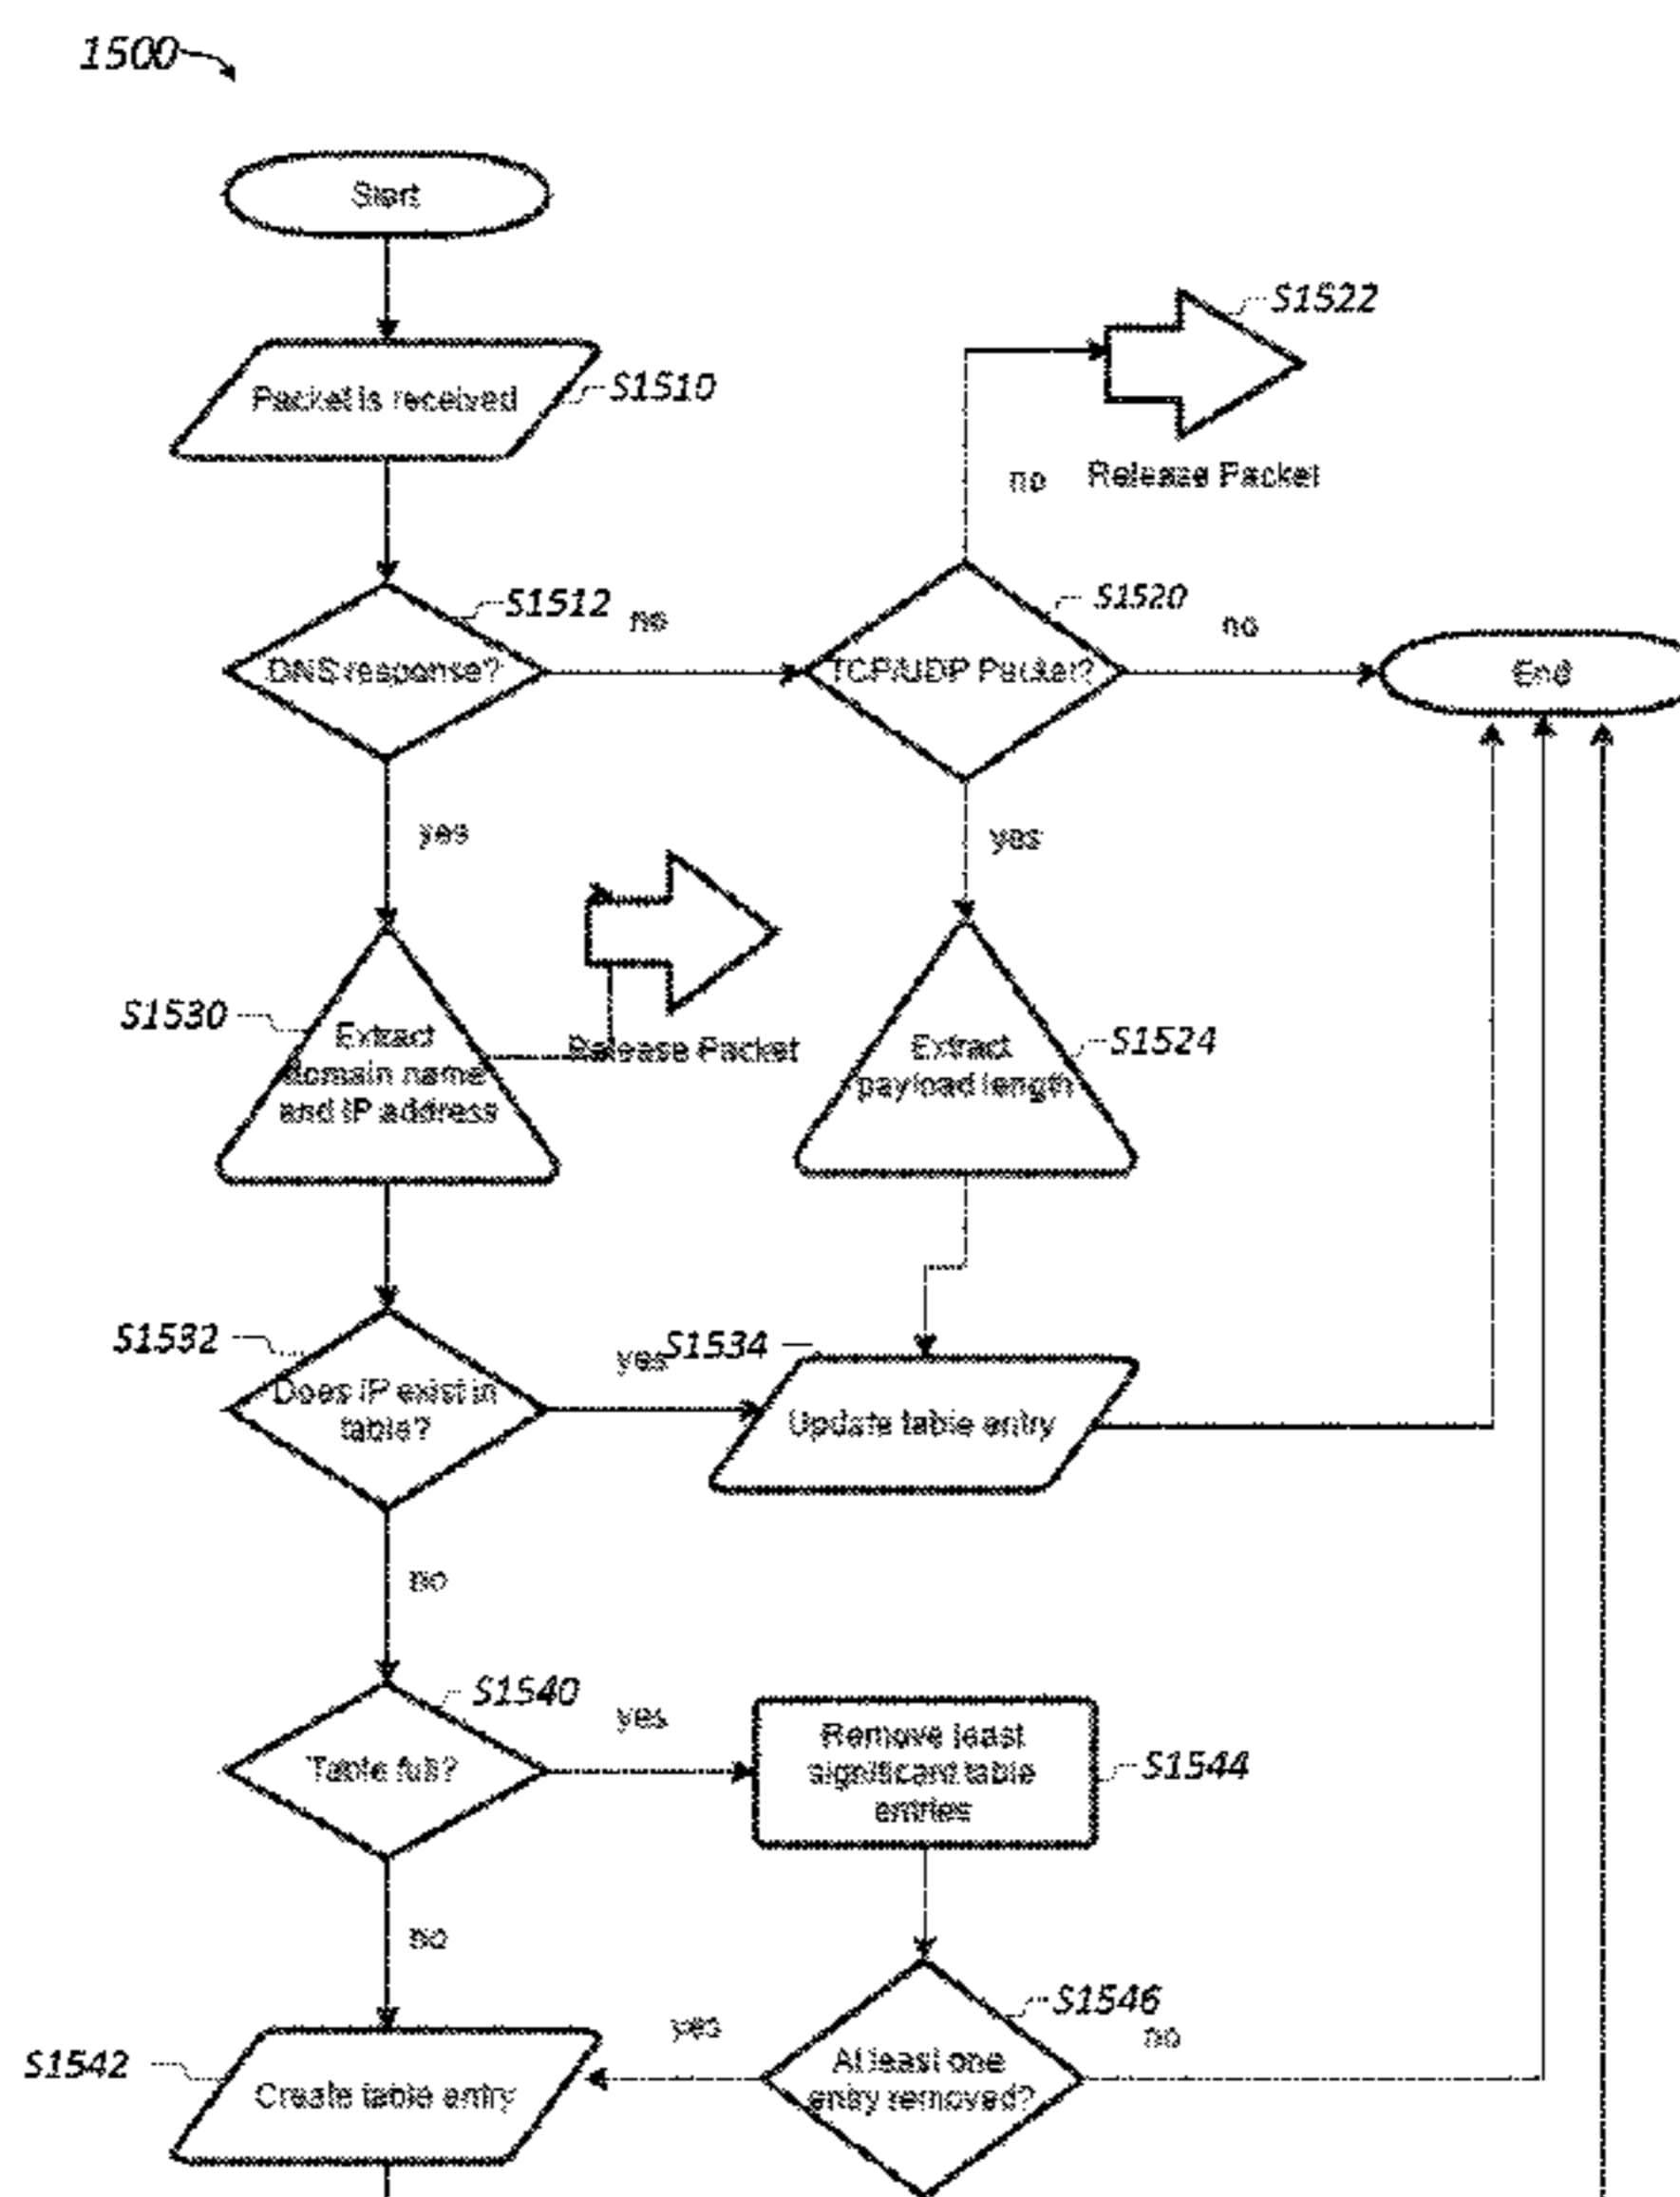 1500
Start
S1522
Packet is received
S1510
no
Release Packet
S1512
no
S1520
no
DNS response?
TCP/UDP Packet?
End
yes
yes
S1530
Extract
domain name
and IP address
Release Packet
Extract
payload length
S1524
S1532
yes
S1534
Does IP exist in
table?
Update table entry
no
S1540
yes
Remove least
significant table
entries
S1544
Table full?
no
S1546
yes
no
S1542
Create table entry
At least one
entry removed?